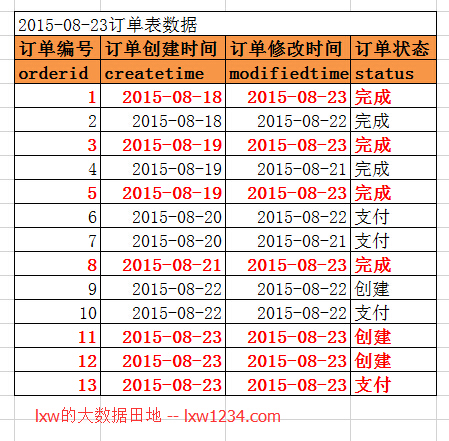 2015-08-23订单表数据
订单编号 订单创建时间 订单修改时间 订单状态
orderid createtime modifiedtime status
1 2015-08-18 2015-08-23 完成
2 2015-08-18 2015-08-22 完成
3 2015-08-19 2015-08-23 完成
4 2015-08-19 2015-08-21 完成
5 2015-08-19 2015-08-23 完成
6 2015-08-20 2015-08-22 支付
7 2015-08-20 2015-08-21 支付
8 2015-08-21 2015-08-23 完成
9 2015-08-22 2015-08-22 创建
10 2015-08-22 2015-08-22 支付
11 2015-08-23 2015-08-23 创建
12 2015-08-23 2015-08-23 创建
13 2015-08-23 2015-08-23 支付
lxw的大数据田地 -- lxw1234.com